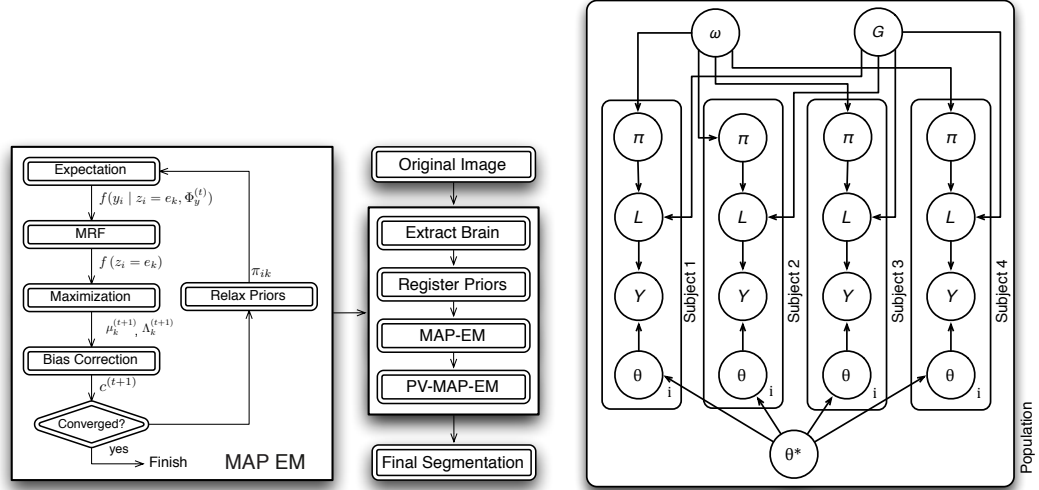 Expectation
f(y_i | z_i = e_k, Φ_y^(t))
MRF
f(z_i = e_k)
Maximization
μ_k^(t+1), Λ_k^(t+1)
Bias Correction
c^(t+1)
Converged?
yes
Finish
π_ik
Relax Priors
MAP EM
Original Image
Extract Brain
Register Priors
MAP-EM
PV-MAP-EM
Final Segmentation
ω
G
π
L
Y
θ
i
Subject 1
π
L
Y
θ
i
Subject 2
π
L
Y
θ
i
Subject 3
π
L
Y
θ
i
Subject 4
θ*
Population